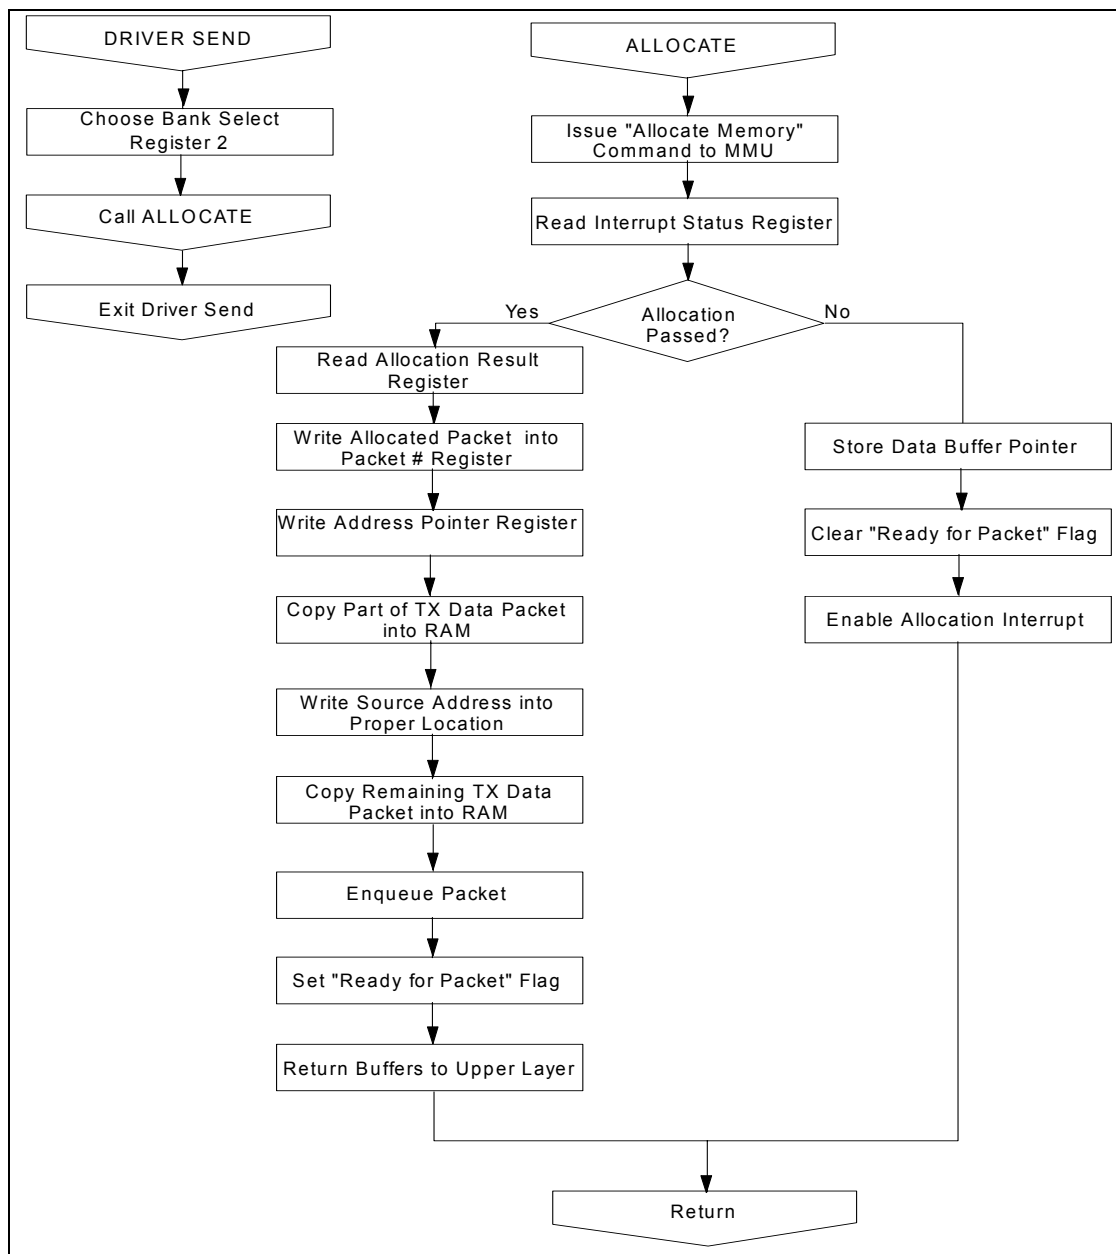 DRIVER SEND
Choose Bank Select
Register 2
Call ALLOCATE
Exit Driver Send
ALLOCATE
Issue "Allocate Memory"
Command to MMU
Read Interrupt Status Register
Allocation
Passed?
Yes
No
Read Allocation Result
Register
Write Allocated Packet into
Packet # Register
Write Address Pointer Register
Copy Part of TX Data Packet
into RAM
Write Source Address into
Proper Location
Copy Remaining TX Data
Packet into RAM
Enqueue Packet
Set "Ready for Packet" Flag
Return Buffers to Upper Layer
Store Data Buffer Pointer
Clear "Ready for Packet" Flag
Enable Allocation Interrupt
Return